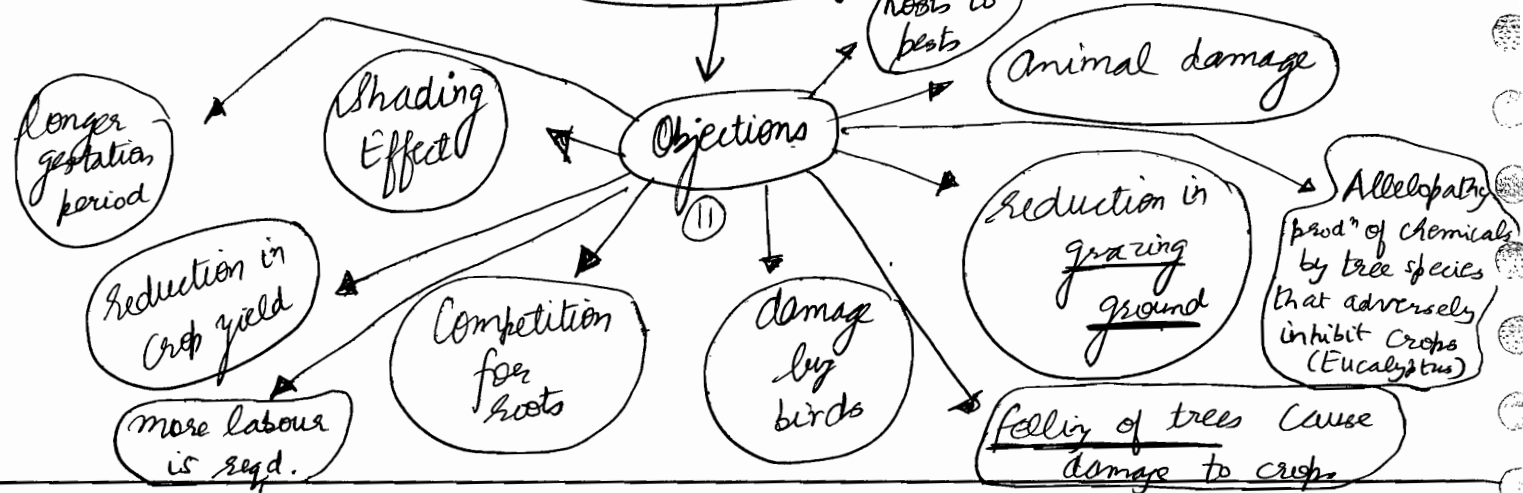 hosts to
pests
animal damage
Objections
11
Shading
Effect
longer
gestation
period
reduction in
crop yield
more labour
is reqd.
Competition
for
roots
damage
by
birds
reduction in
grazing
ground
Allelopathy
prodⁿ of chemicals
by tree species
that adversely
inhibit crops
(Eucalyptus)
felling of trees cause
damage to crops